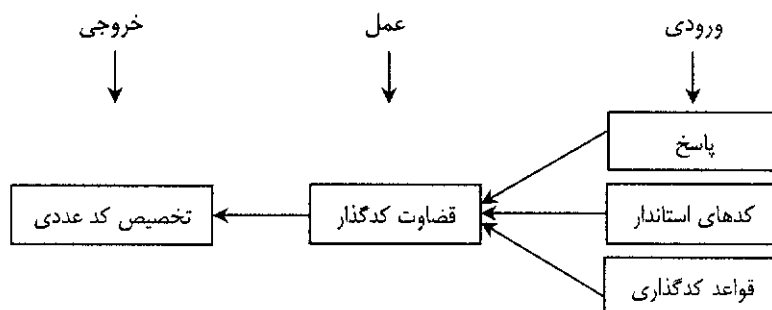 ورودی
عمل
خروجی
پاسخ
کدهای استاندار
قواعد کدگذاری
قضاوت کدگذار
تخصیص کد عددی